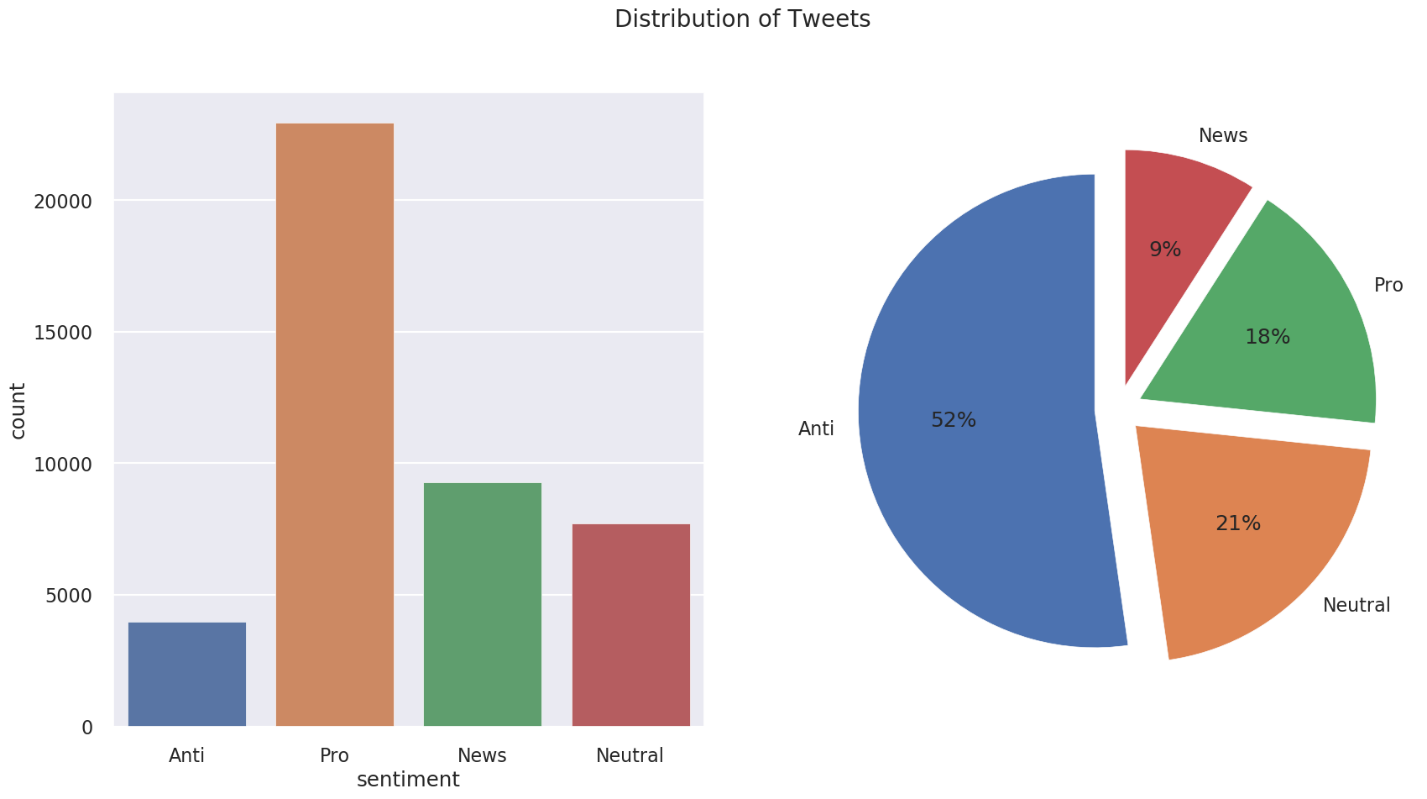 Distribution of Tweets
20000
15000
10000
5000
0
count
Anti
Pro
News
Neutral
sentiment
News
9%
Pro
18%
Anti
52%
21%
Neutral